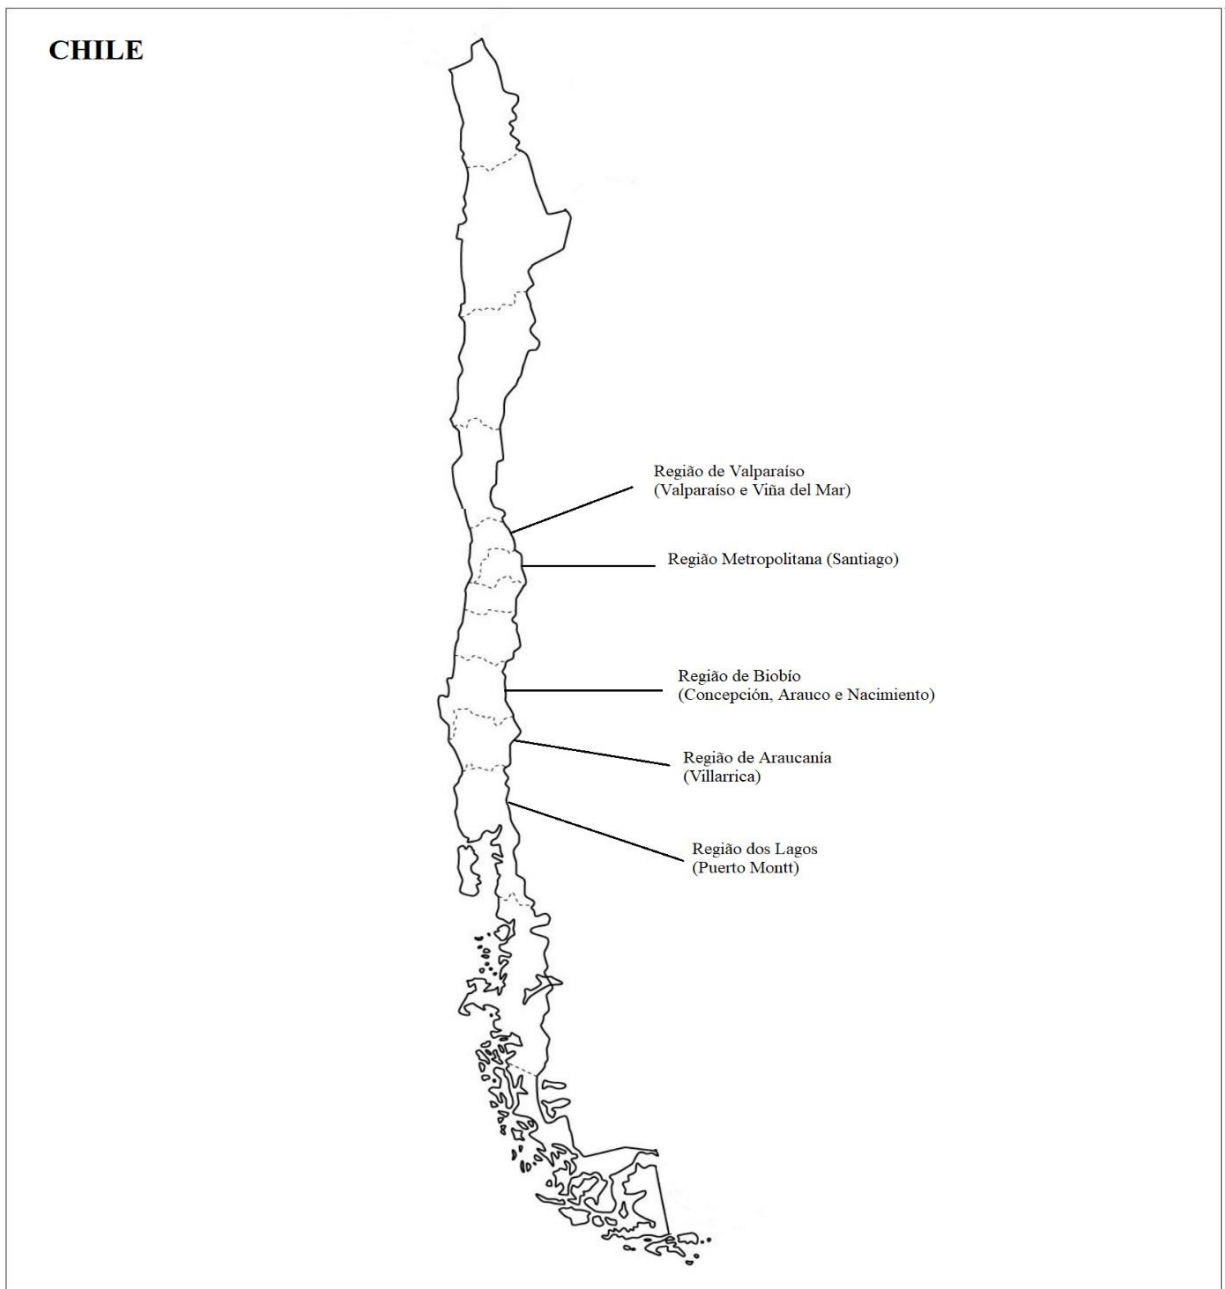 CHILE
Região de Valparaíso
(Valparaíso e Viña del Mar)
Região Metropolitana (Santiago)
Região de Biobío
(Concepción, Arauco e Nacimiento)
Região de Araucanía
(Villarrica)
Região dos Lagos
(Puerto Montt)